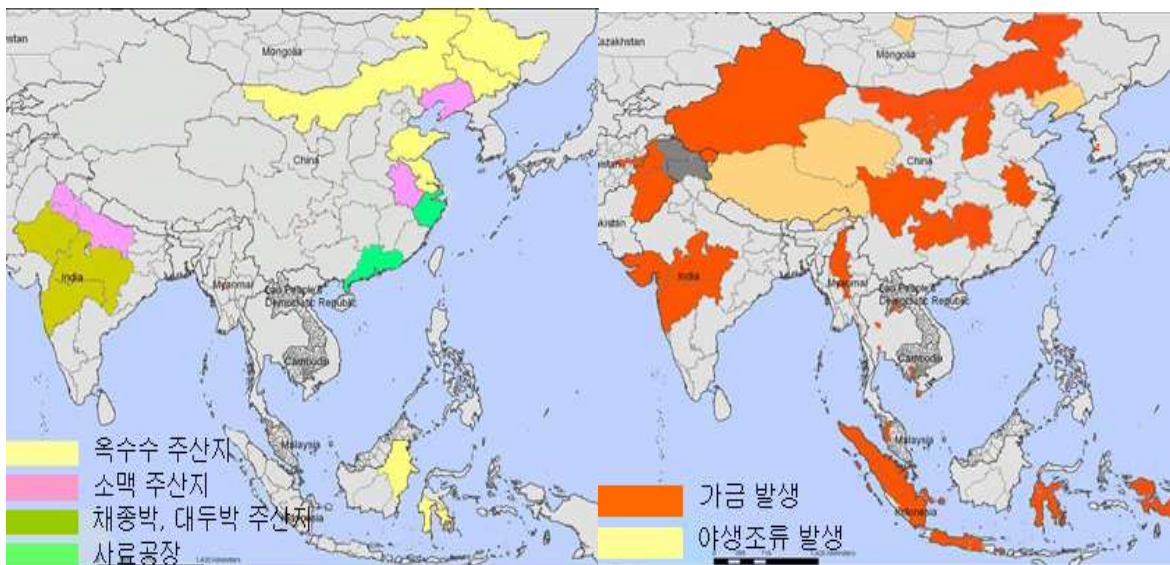 stan
Mongolia
China
India
Myanmar
Lao People's
Democratic Republic
Cambodia
Malaysia
옥수수 주산지
소맥 주산지
채종박, 대두박 주산지
사료공장
Kazakhstan
Mongolia
China
India
Myanmar
Lao People's
Democratic Republic
Cambodia
Malaysia
Indonesia
가금 발생
야생조류 발생